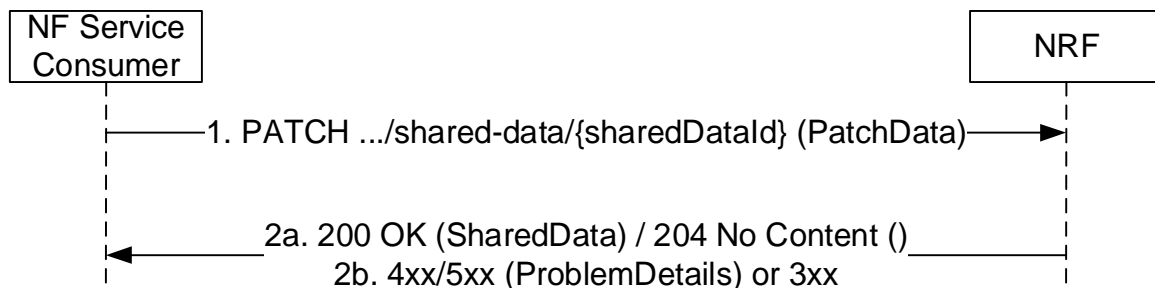 NF Service
Consumer
NRF
1. PATCH .../shared-data/{sharedDataId} (PatchData)
2a. 200 OK (SharedData) / 204 No Content ()
2b. 4xx/5xx (ProblemDetails) or 3xx